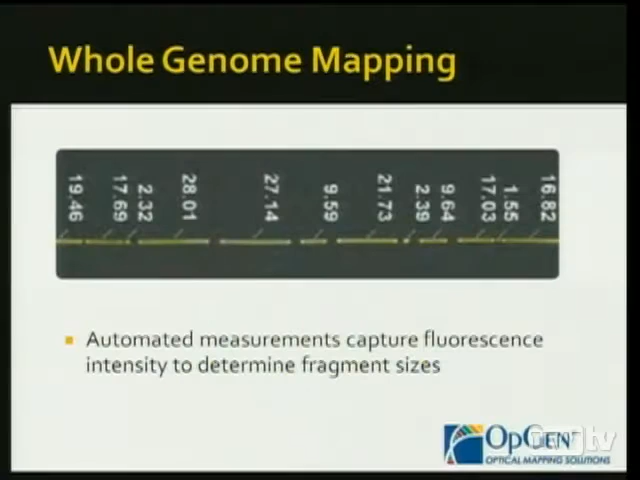 Whole Genome Mapping
19.46 17.69 2.32 28.01 27.14 9.59 21.73 2.39 9.64 17.03 1.55 16.82
Automated measurements capture fluorescence
intensity to determine fragment sizes
OPGEN
OPTICAL MAPPING SOLUTIONS